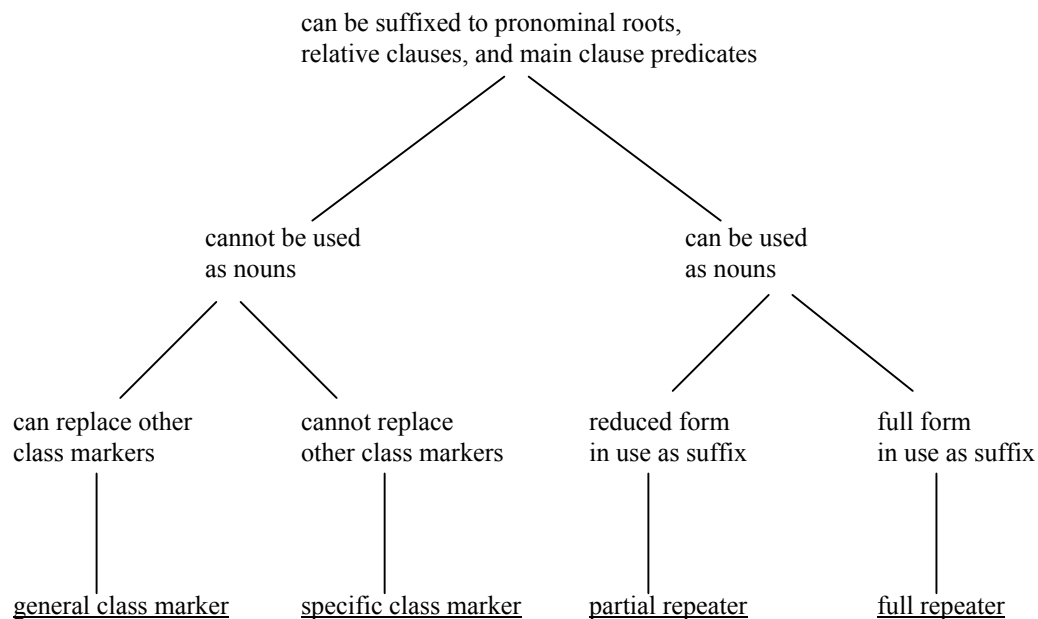 can be suffixed to pronominal roots,
relative clauses, and main clause predicates
cannot be used
as nouns
can be used
as nouns
can replace other
class markers
cannot replace
other class markers
reduced form
in use as suffix
full form
in use as suffix
general class marker
specific class marker
partial repeater
full repeater